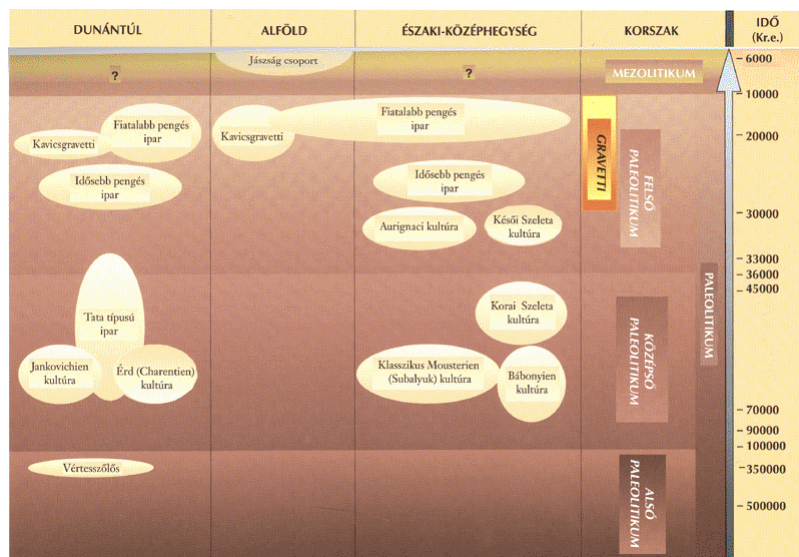 DUNÁNTÚL
ALFÖLD
ÉSZAKI-KÖZÉPHEGYSÉG
KORSZAK
IDŐ
(Kr.e.)
Jászság csoport
?
?
MEZOLITIKUM
6000
10000
Kavicsgravetti
Fiatalabb pengés
ipar
Kavicsgravetti
Fiatalabb pengés
ipar
GRAVETTI
FELSŐ
PALEOLITIKUM
20000
Idősebb pengés
ipar
Idősebb pengés
ipar
Aurignaci kultúra
Késői Szeleta
kultúra
30000
33000
36000
45000
PALEOLITIKUM
Tata típusú
ipar
Korai Szeleta
kultúra
KÖZÉPSŐ
PALEOLITIKUM
Jankovichien
kultúra
Érd (Charentien)
kultúra
Klasszikus Mousterien
(Subalyuk) kultúra
Bábonyien
kultúra
70000
90000
100000
Vértesszőlős
ALSÓ
PALEOLITIKUM
350000
500000